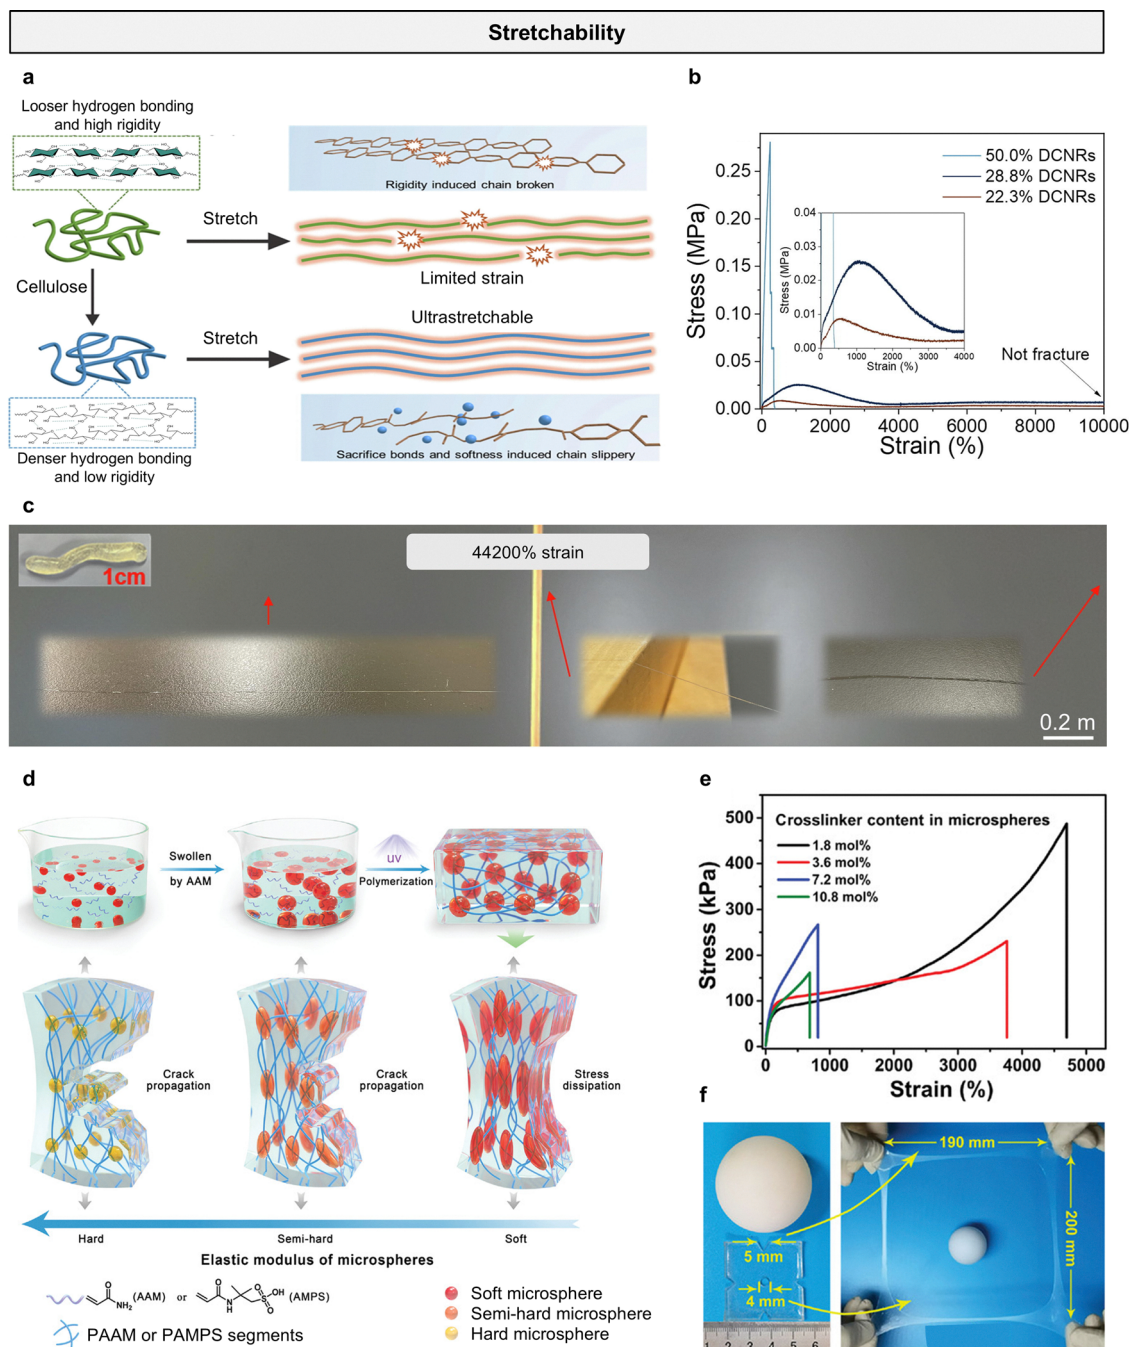 Stretchability
a
Looser hydrogen bonding
and high rigidity
Rigidity induced chain broken
Stretch
Limited strain
Cellulose
Ultrastretchable
Stretch
Denser hydrogen bonding
and low rigidity
Sacrifice bonds and softness induced chain slippery
b
50.0% DCNRs
28.8% DCNRs
22.3% DCNRs
0.25
0.20
0.15
0.10
0.05
0.00
Stress (MPa)
0.04
0.03
0.02
0.01
0.00
Stress (MPa)
0 1000 2000 3000 4000
Strain (%)
Not fracture
0 2000 4000 6000 8000 10000
Strain (%)
c
1cm
44200% strain
0.2 m
d
Swollen
by AAM
UV
Polymerization
Crack
propagation
Crack
propagation
Stress
dissipation
Hard
Semi-hard
Soft
Elastic modulus of microspheres
O
NH2
(AAM) or
O
N
H
O
O
S
OH
(AMPS)
PAAM or PAMPS segments
Soft microsphere
Semi-hard microsphere
Hard microsphere
e
Crosslinker content in microspheres
1.8 mol%
3.6 mol%
7.2 mol%
10.8 mol%
500
400
300
200
100
0
Stress (kPa)
0 1000 2000 3000 4000 5000
Strain (%)
f
5 mm
4 mm
190 mm
200 mm
1 2 3 4 5 6